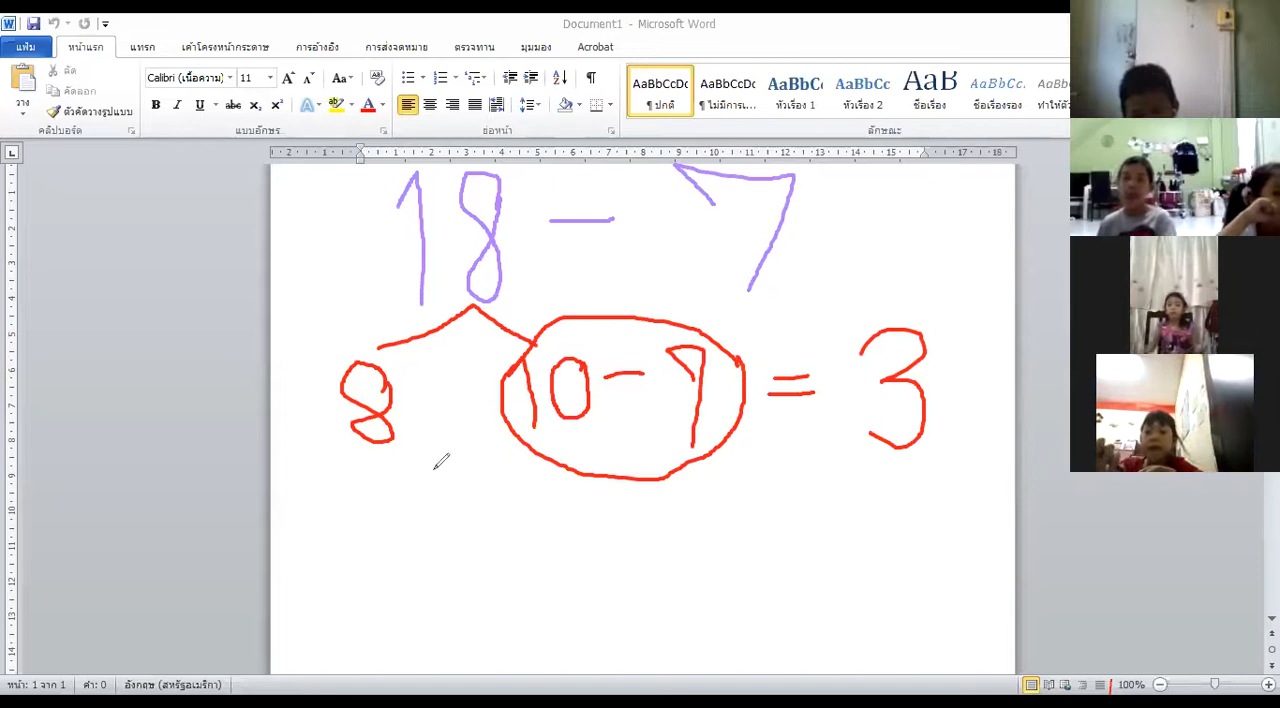 Document1 - Microsoft Word
แฟ้ม หน้าแรก แทรก เค้าโครงหน้ากระดาษ การอ้างอิง การส่งจดหมาย ตรวจทาน มุมมอง Acrobat
ตัด
คัดลอก
ตัวคัดวางรูปแบบ
วาง
คลิปบอร์ด
Calibri (เนื้อความ) 11
แบบอักษร
ย่อหน้า
AaBbCcDc AaBbCcDc AaBbCc AaBbCc AaB AaBbCc. AaBbCcDc
¶ ปกติ ¶ ไม่มีการ... หัวเรื่อง 1 หัวเรื่อง 2 ชื่อเรื่อง ชื่อเรื่องรอง ทำให้ตั
ลักษณะ
18 - 7
8 10 - 7 = 3
หน้า: 1 จาก 1 คำ: 0 อังกฤษ (สหรัฐอเมริกา) 100%